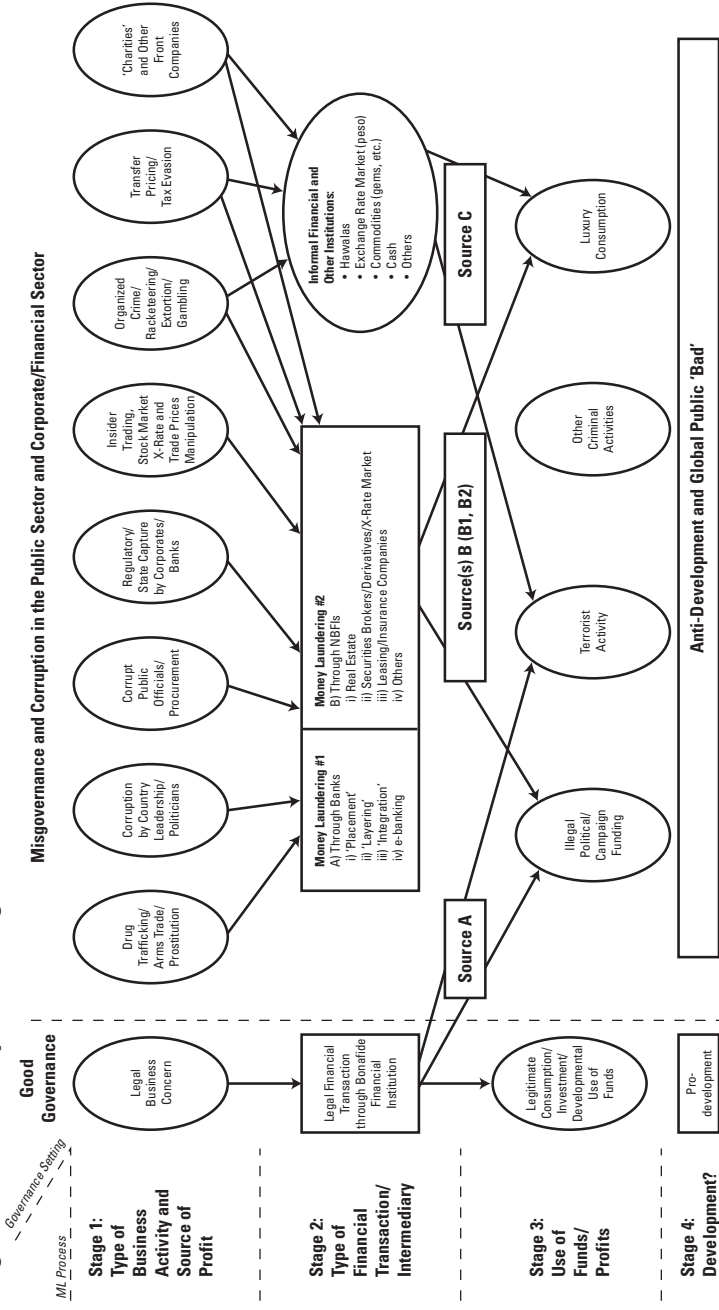 Misgovernance and Corruption in the Public Sector and Corporate/Financial Sector
Governance Setting
ML Process
Good
Governance
Stage 1:
Type of
Business
Activity and
Source of
Profit
Legal
Business
Concern
Drug
Trafficking/
Arms Trade/
Prostitution
Corruption
by Country
Leadership/
Politicians
Corrupt
Public
Officials/
Procurement
Regulatory/
State Capture
by Corporates/
Banks
Insider
Trading,
Stock Market
X-Rate and
Trade Prices
Manipulation
Organized
Crime/
Racketeering/
Extortion/
Gambling
Transfer
Pricing/
Tax Evasion
'Charities'
and Other
Front
Companies
Stage 2:
Type of
Financial
Transaction/
Intermediary
Legal Financial
Transaction
through Bonafide
Financial
Institution
Money Laundering #1
A) Through Banks
i) 'Placement'
ii) 'Layering'
iii) 'Integration'
iv) e-banking
Money Laundering #2
B) Through NBFIs
i) Real Estate
ii) Securities Brokers/Derivatives/X-Rate Market
iii) Leasing/Insurance Companies
iv) Others
Informal Financial and
Other Institutions:
• Hawalas
• Exchange Rate Market (peso)
• Commodities (gems, etc.)
• Cash
• Others
Source A
Source(s) B (B1, B2)
Source C
Stage 3:
Use of
Funds/
Profits
Legitimate
Consumption/
Investment/
Developmental
Use of
Funds
Illegal
Political/
Campaign
Funding
Terrorist
Activity
Other
Criminal
Activities
Luxury
Consumption
Stage 4:
Development?
Pro-
development
Anti-Development and Global Public 'Bad'